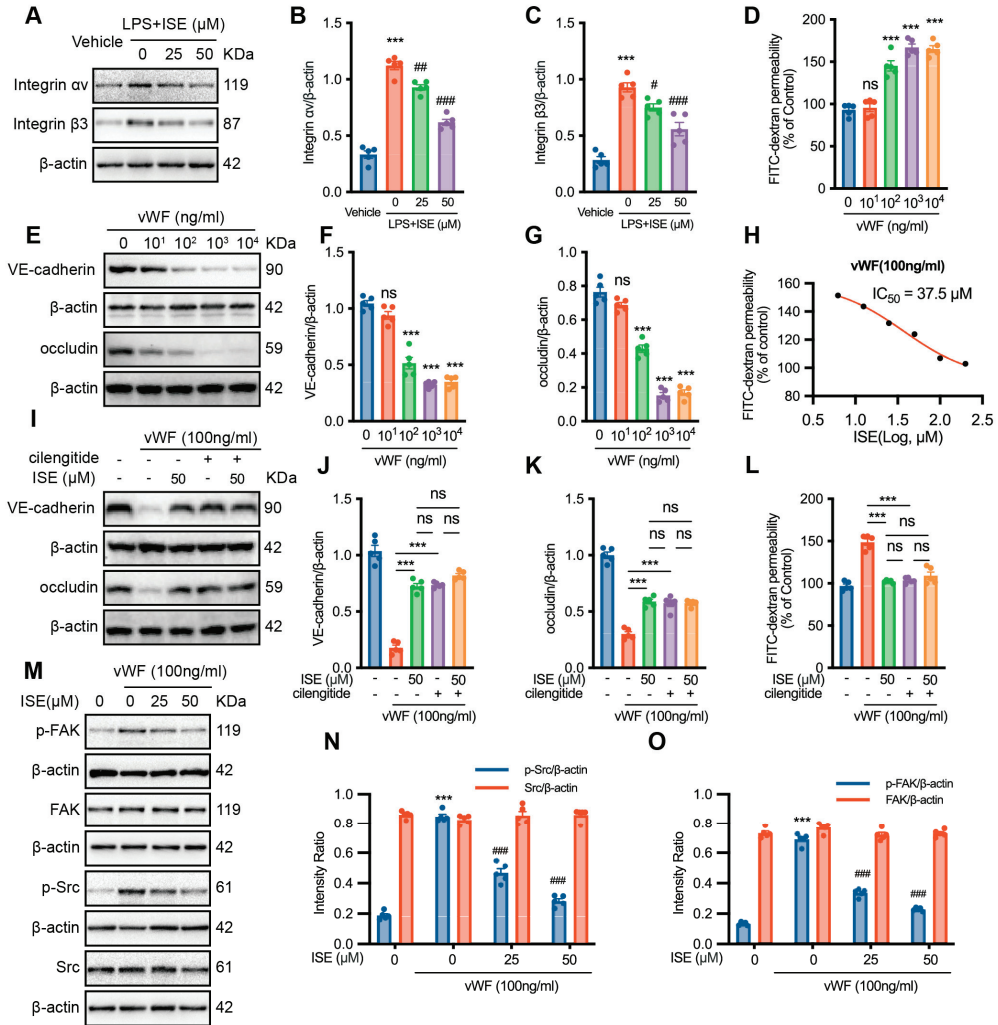 A
LPS+ISE (μM)
Vehicle 0 25 50 KDa
Integrin αv 119
Integrin β3 87
β-actin 42
B
Integrin αv/β-actin
1.5
1.0
0.5
0.0
***
##
###
0 25 50
Vehicle
LPS+ISE (μM)
C
Integrin β3/β-actin
1.5
1.0
0.5
0.0
***
#
###
0 25 50
Vehicle
LPS+ISE (μM)
D
FITC-dextran permeability
(% of Control)
200
150
100
50
0
ns
***
***
***
0 10¹ 10² 10³ 10⁴
vWF (ng/ml)
E
vWF (ng/ml)
0 10¹ 10² 10³ 10⁴ KDa
VE-cadherin 90
β-actin 42
occludin 59
β-actin 42
F
VE-cadherin/β-actin
1.5
1.0
0.5
0.0
ns
***
***
***
0 10¹ 10² 10³ 10⁴
vWF (ng/ml)
G
occludin/β-actin
1.0
0.8
0.6
0.4
0.2
0.0
ns
***
***
***
0 10¹ 10² 10³ 10⁴
vWF (ng/ml)
H
vWF(100ng/ml)
IC₅₀ = 37.5 μM
FITC-dextran permeability
(% of control)
160
140
120
100
80
0.5 1.0 1.5 2.0 2.5
ISE(Log, μM)
I
vWF (100ng/ml)
cilengitide - - - + +
ISE (μM) - - 50 - 50 KDa
VE-cadherin 90
β-actin 42
occludin 59
β-actin 42
J
VE-cadherin/β-actin
1.5
1.0
0.5
0.0
ns
ns ns
***
***
ISE (μM) - - 50 - 50
cilengitide - - - + +
vWF (100ng/ml)
K
occludin/β-actin
1.5
1.0
0.5
0.0
ns
ns ns
***
***
ISE (μM) - - 50 - 50
cilengitide - - - + +
vWF (100ng/ml)
L
FITC-dextran permeability
(% of Control)
200
150
100
50
0
***
***
ns
ns ns
ISE (μM) - - 50 - 50
cilengitide - - - + +
vWF (100ng/ml)
M
vWF (100ng/ml)
ISE(μM) 0 0 25 50 KDa
p-FAK 119
β-actin 42
FAK 119
β-actin 42
p-Src 61
β-actin 42
Src 61
β-actin 42
N
p-Src/β-actin
Src/β-actin
Intensity Ratio
1.0
0.8
0.6
0.4
0.2
0.0
***
###
###
ISE (μM) 0 0 25 50
vWF (100ng/ml)
O
p-FAK/β-actin
FAK/β-actin
Intensity Ratio
1.0
0.8
0.6
0.4
0.2
0.0
***
###
###
ISE (μM) 0 0 25 50
vWF (100ng/ml)